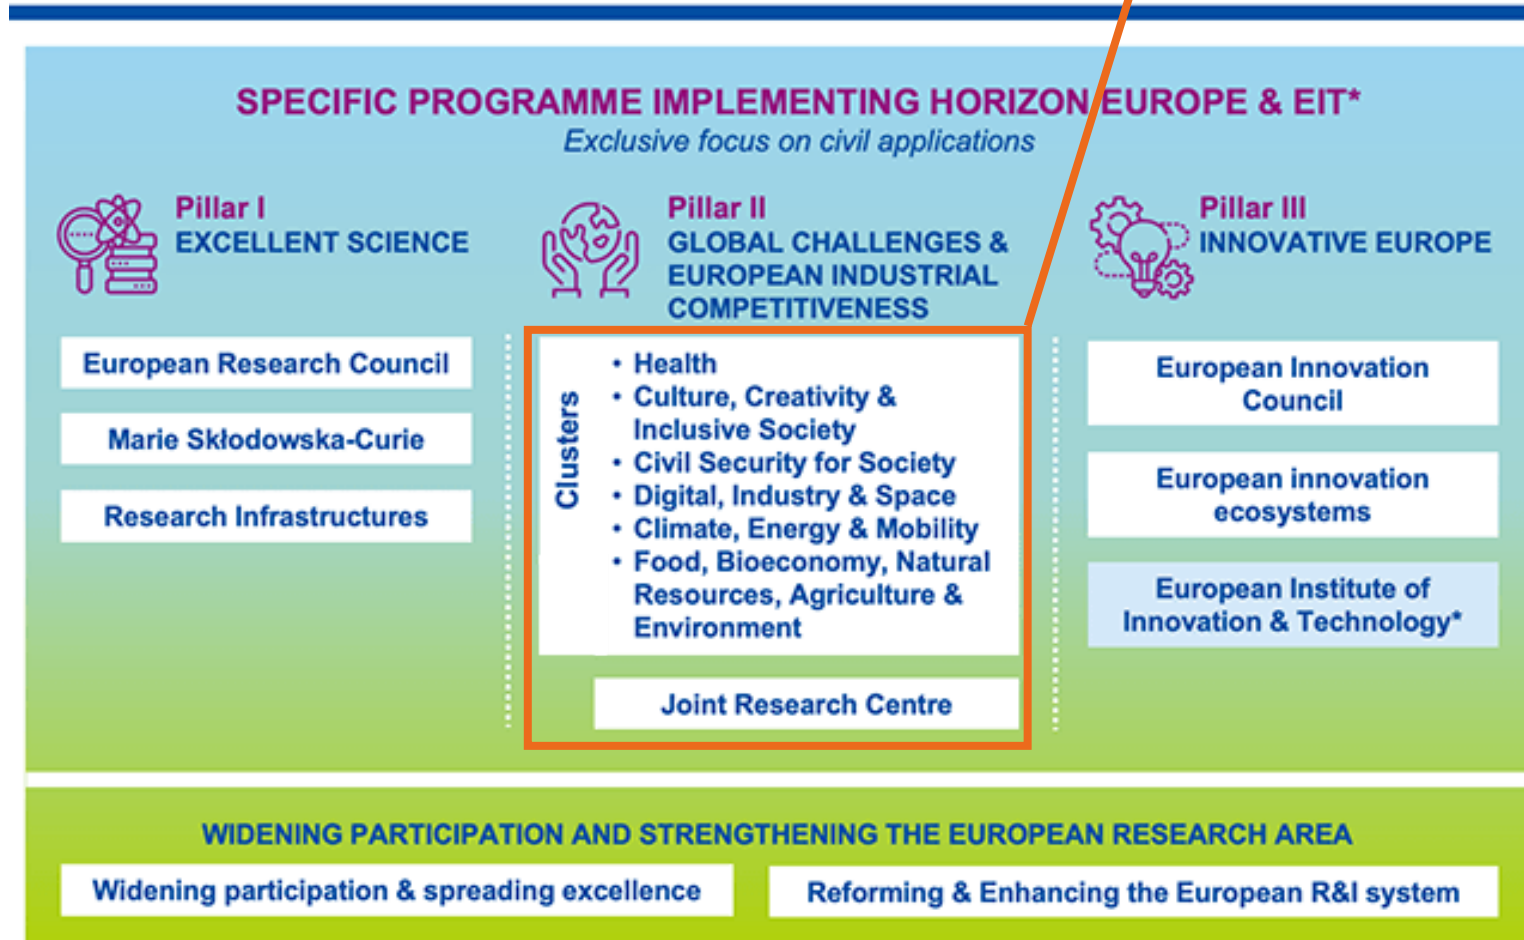 SPECIFIC PROGRAMME IMPLEMENTING HORIZON EUROPE & EIT*
Exclusive focus on civil applications
Pillar I
EXCELLENT SCIENCE
European Research Council
Marie Skłodowska-Curie
Research Infrastructures
Pillar II
GLOBAL CHALLENGES &
EUROPEAN INDUSTRIAL
COMPETITIVENESS
Clusters
• Health
• Culture, Creativity &
Inclusive Society
• Civil Security for Society
• Digital, Industry & Space
• Climate, Energy & Mobility
• Food, Bioeconomy, Natural
Resources, Agriculture &
Environment
Joint Research Centre
Pillar III
INNOVATIVE EUROPE
European Innovation
Council
European innovation
ecosystems
European Institute of
Innovation & Technology*
WIDENING PARTICIPATION AND STRENGTHENING THE EUROPEAN RESEARCH AREA
Widening participation & spreading excellence
Reforming & Enhancing the European R&I system